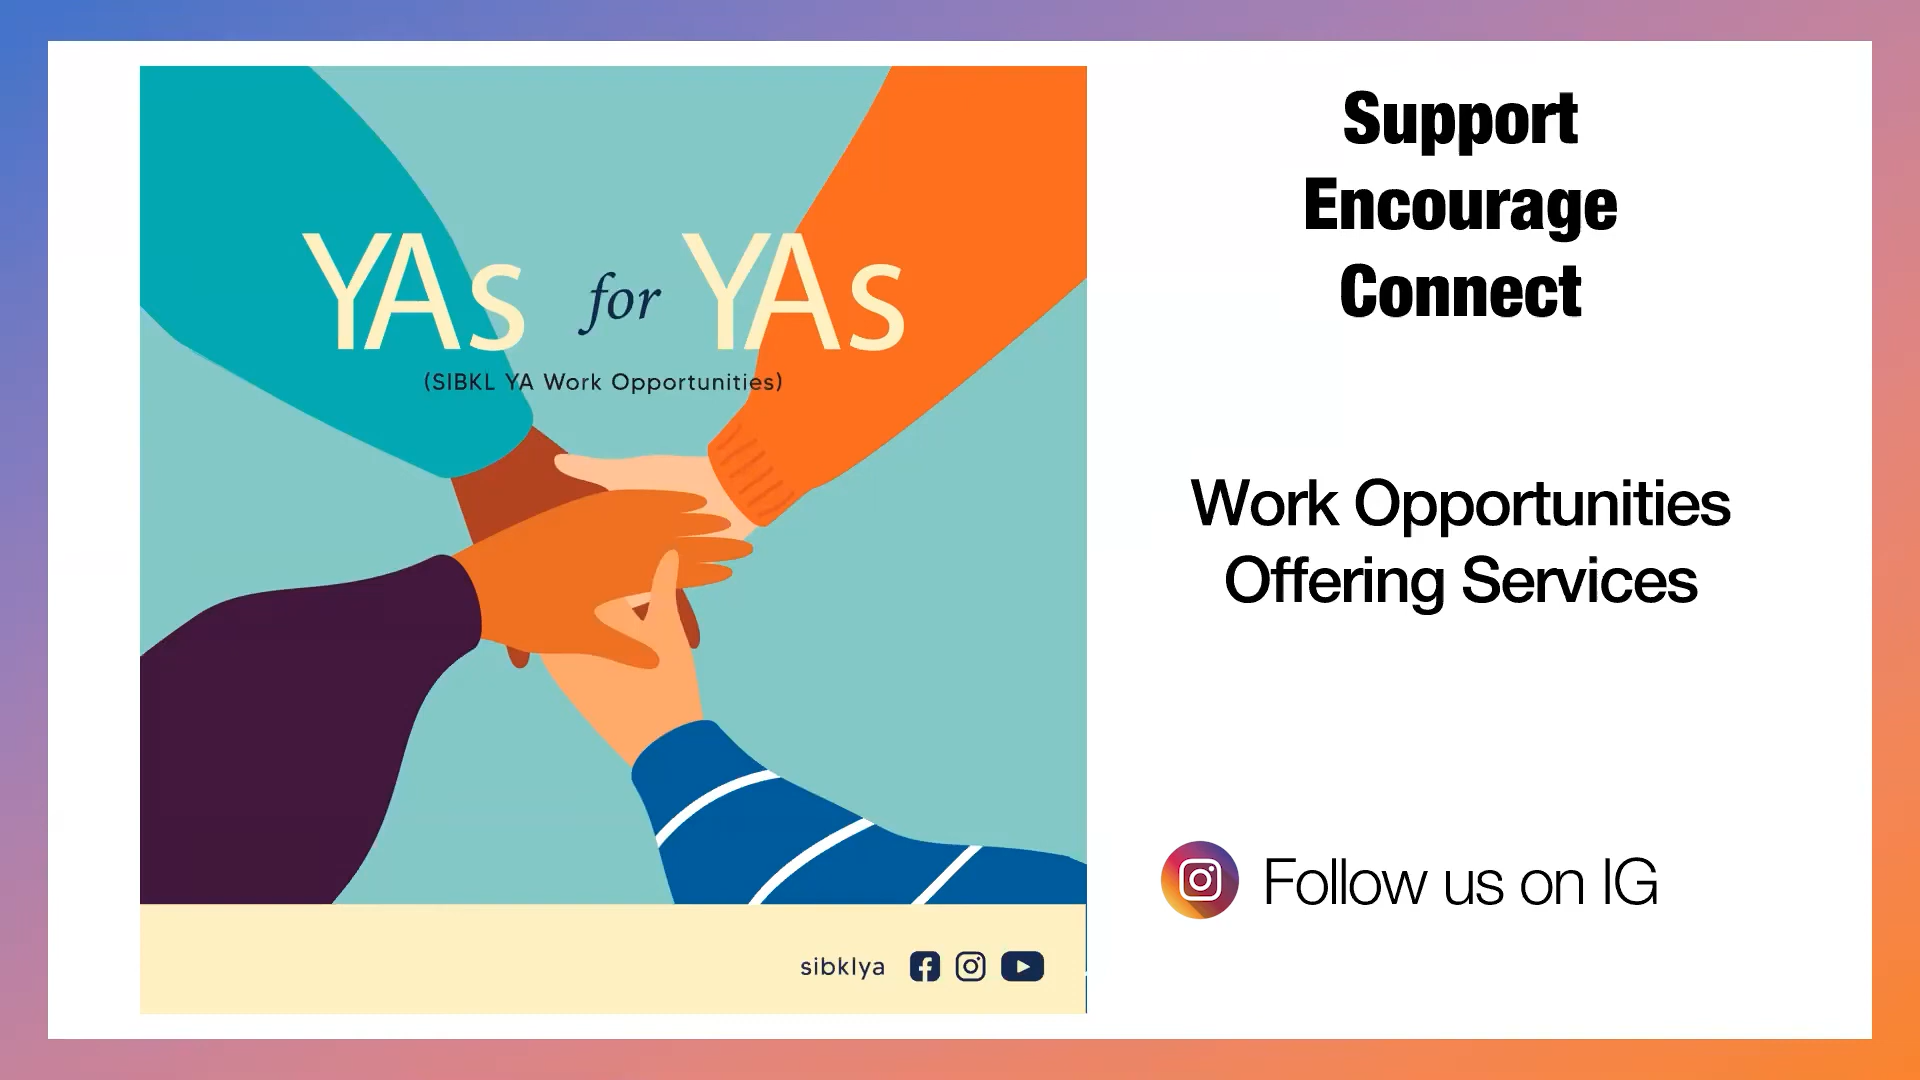 YAs for YAs
(SIBKL YA Work Opportunities)
sibklya
Support
Encourage
Connect
Work Opportunities
Offering Services
Follow us on IG